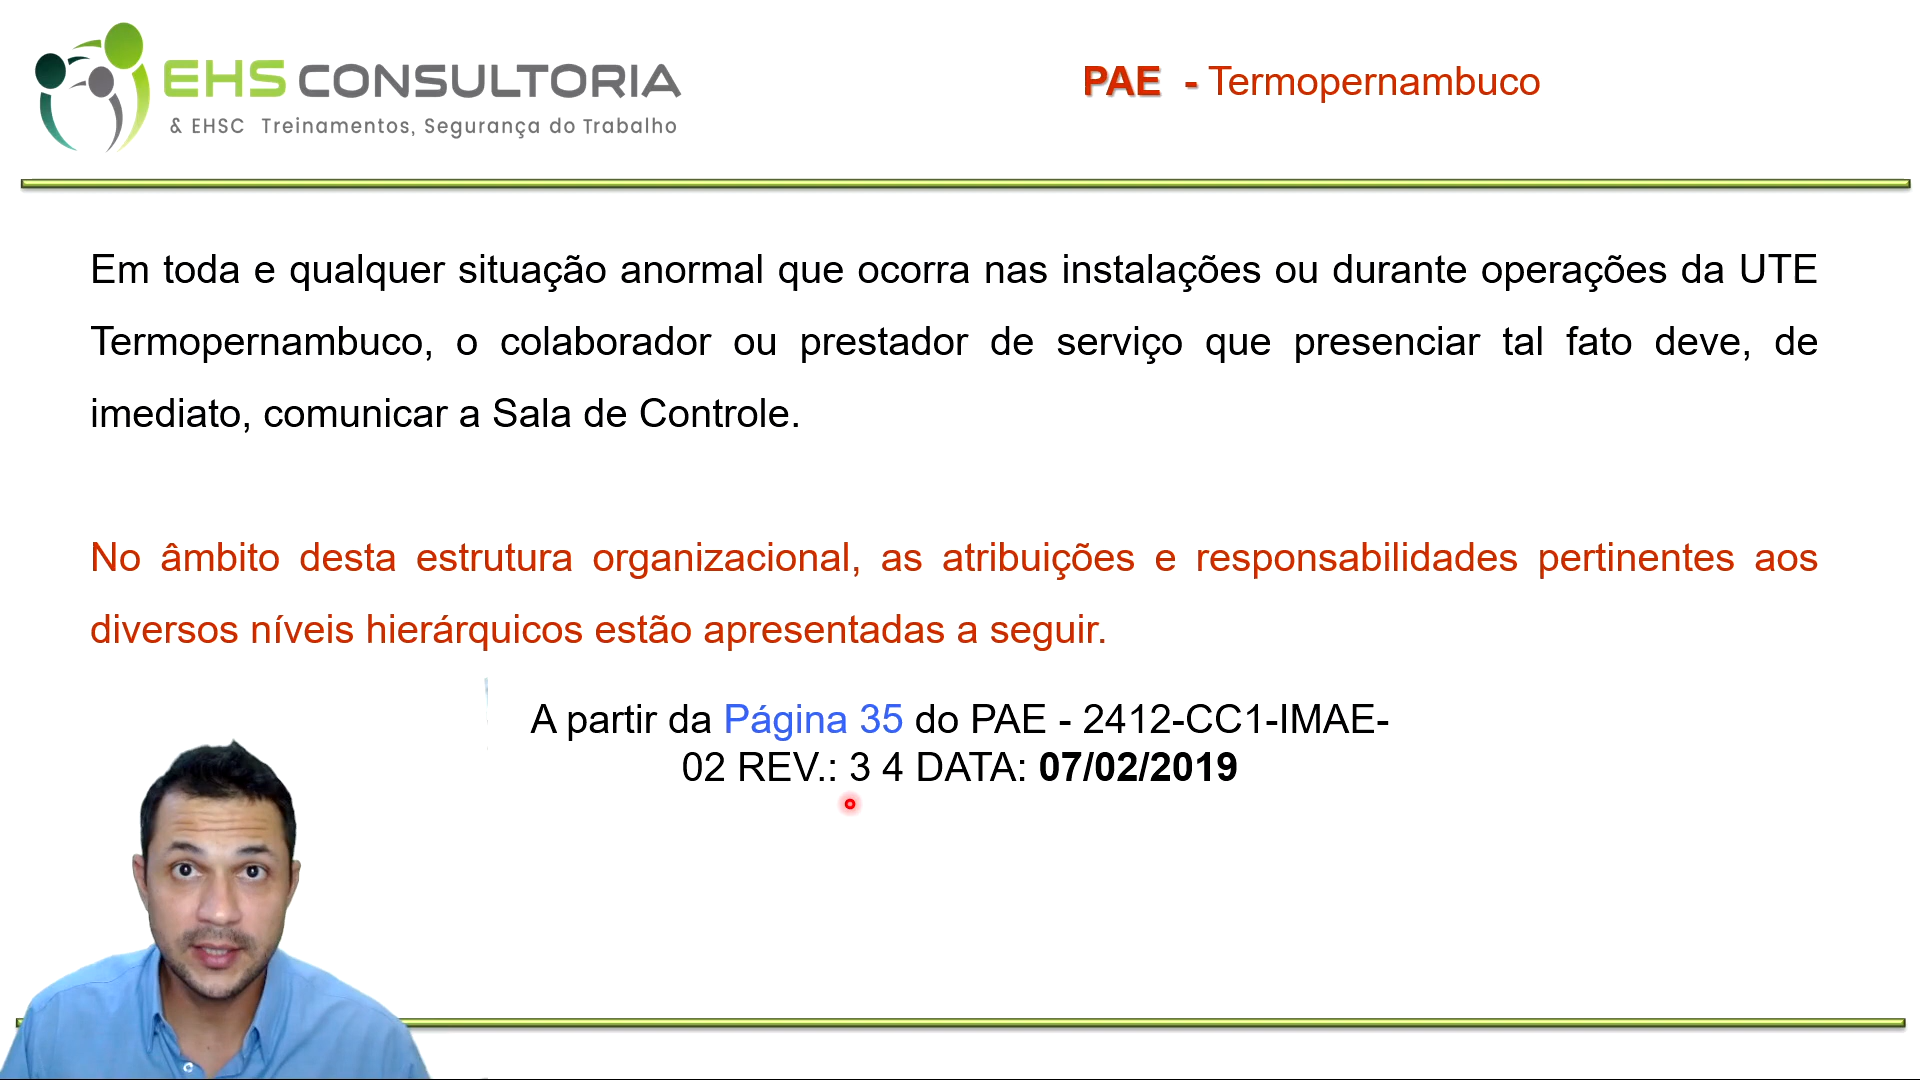 EHS CONSULTORIA
& EHSC Treinamentos, Segurança do Trabalho
PAE - Termopernambuco
Em toda e qualquer situação anormal que ocorra nas instalações ou durante operações da UTE
Termopernambuco, o colaborador ou prestador de serviço que presenciar tal fato deve, de
imediato, comunicar a Sala de Controle.
No âmbito desta estrutura organizacional, as atribuições e responsabilidades pertinentes aos
diversos níveis hierárquicos estão apresentadas a seguir.
A partir da Página 35 do PAE - 2412-CC1-IMAE-
02 REV.: 3 4 DATA: 07/02/2019